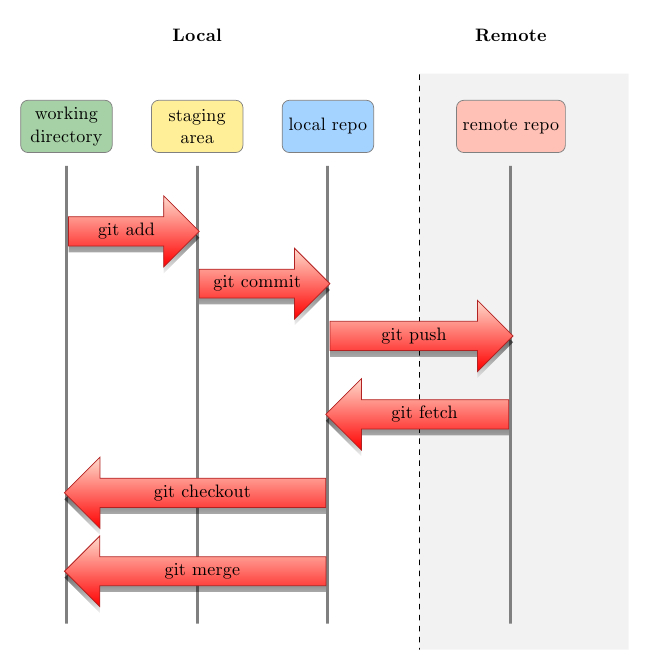 Local
Remote
working
directory
staging
area
local repo
remote repo
git add
git commit
git push
git fetch
git checkout
git merge